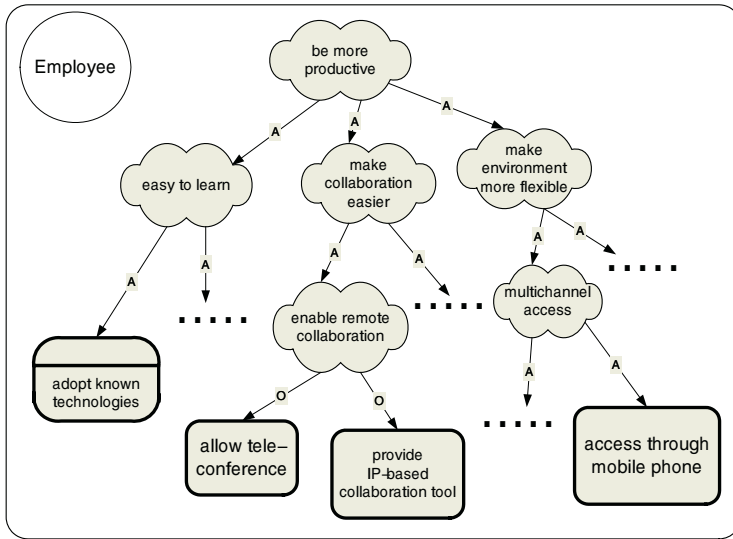 Employee
be more
productive
A
A
A
easy to learn
make
collaboration
easier
make
environment
more flexible
A
A
A
A
A
A
.....
.....
.....
enable remote
collaboration
multichannel
access
adopt known
technologies
O
O
A
A
.....
allow tele–
conference
provide
IP-based
collaboration tool
access through
mobile phone